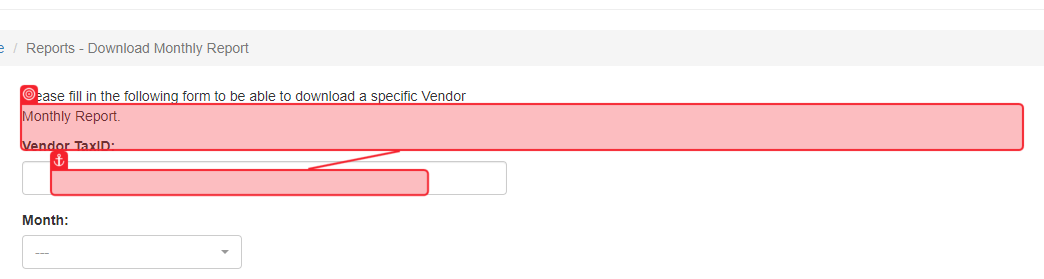 e / Reports - Download Monthly Report
ease fill in the following form to be able to download a specific Vendor
Monthly Report.
Vendor TaxID:
Month:
---